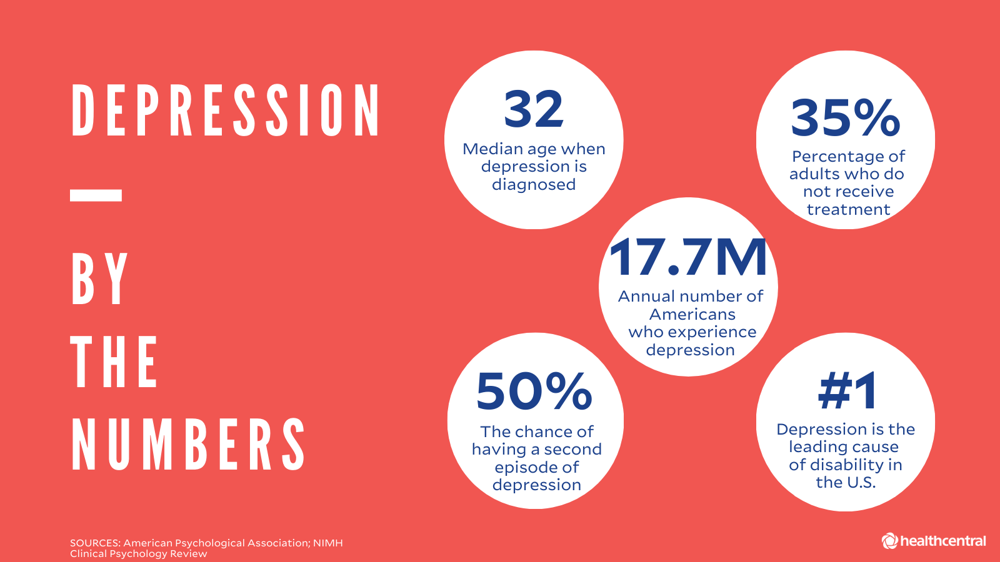 DEPRESSION
BY
THE
NUMBERS
32
Median age when
depression is
diagnosed
35%
Percentage of
adults who do
not receive
treatment
17.7M
Annual number of
Americans
who experience
depression
50%
The chance of
having a second
episode of
depression
#1
Depression is the
leading cause
of disability in
the U.S.
SOURCES: American Psychological Association; NIMH
Clinical Psychology Review
healthcentral